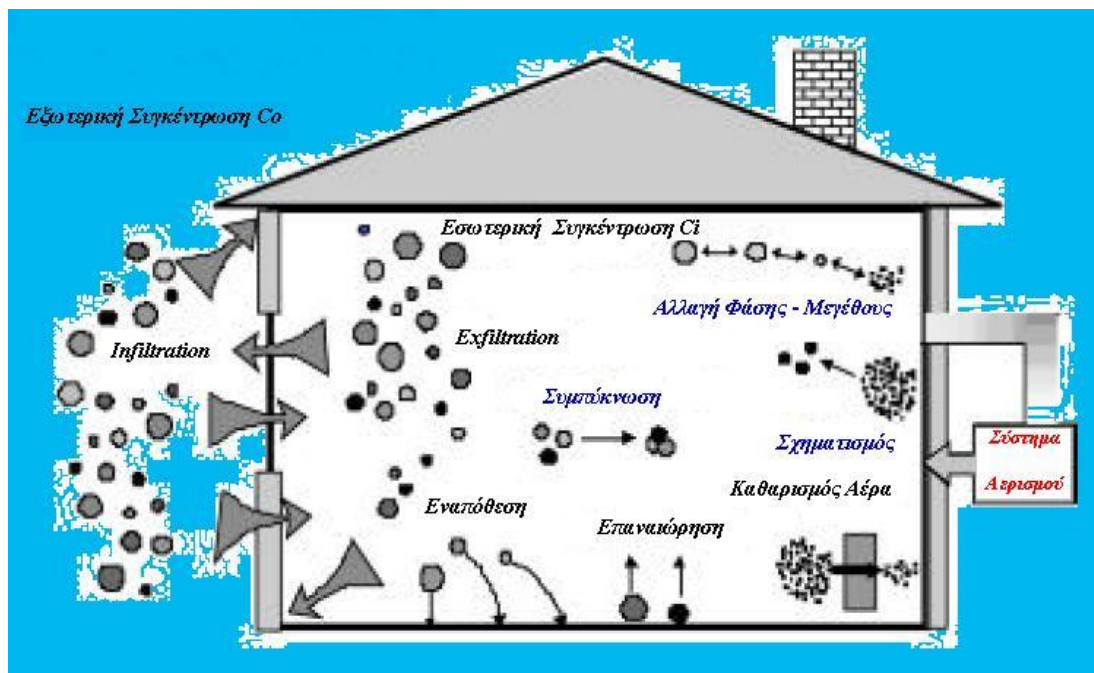 Εξωτερική Συγκέντρωση Co
Εσωτερική Συγκέντρωση Ci
Αλλαγή Φάσης - Μεγέθους
Infiltration
Exfiltration
Συμπύκνωση
Σχηματισμός
Σύστημα
Αερισμού
Καθαρισμός Αέρα
Εναπόθεση
Επαναιώρηση